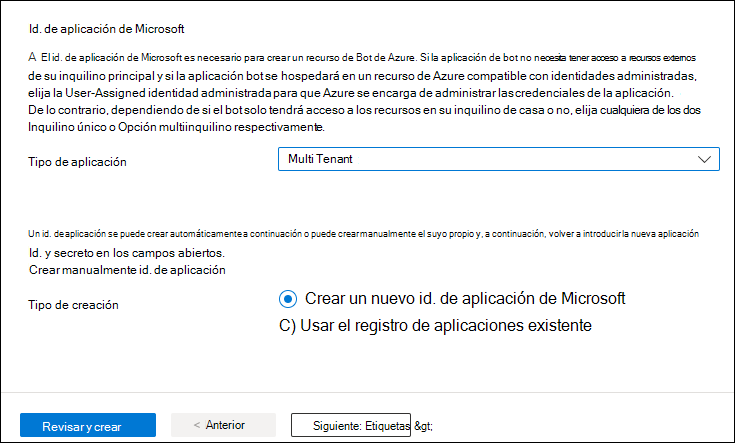 Id. de aplicación de Microsoft
A El id. de aplicación de Microsoft es necesario para crear un recurso de Bot de Azure. Si la aplicación de bot no necesita tener acceso a recursos externos
de su inquilino principal y si la aplicación bot se hospedará en un recurso de Azure compatible con identidades administradas,
elija la User-Assigned identidad administrada para que Azure se encarga de administrar las credenciales de la aplicación.
De lo contrario, dependiendo de si el bot solo tendrá acceso a los recursos en su inquilino de casa o no, elija cualquiera de los dos
Inquilino único o Opción multiinquilino respectivamente.
Tipo de aplicación
Multi Tenant
Un id. de aplicación se puede crear automáticamente a continuación o puede crear manualmente el suyo propio y, a continuación, volver a introducir la nueva aplicación
Id. y secreto en los campos abiertos.
Crear manualmente id. de aplicación
Tipo de creación
Crear un nuevo id. de aplicación de Microsoft
C) Usar el registro de aplicaciones existente
Revisar y crear
< Anterior
Siguiente: Etiquetas &gt;